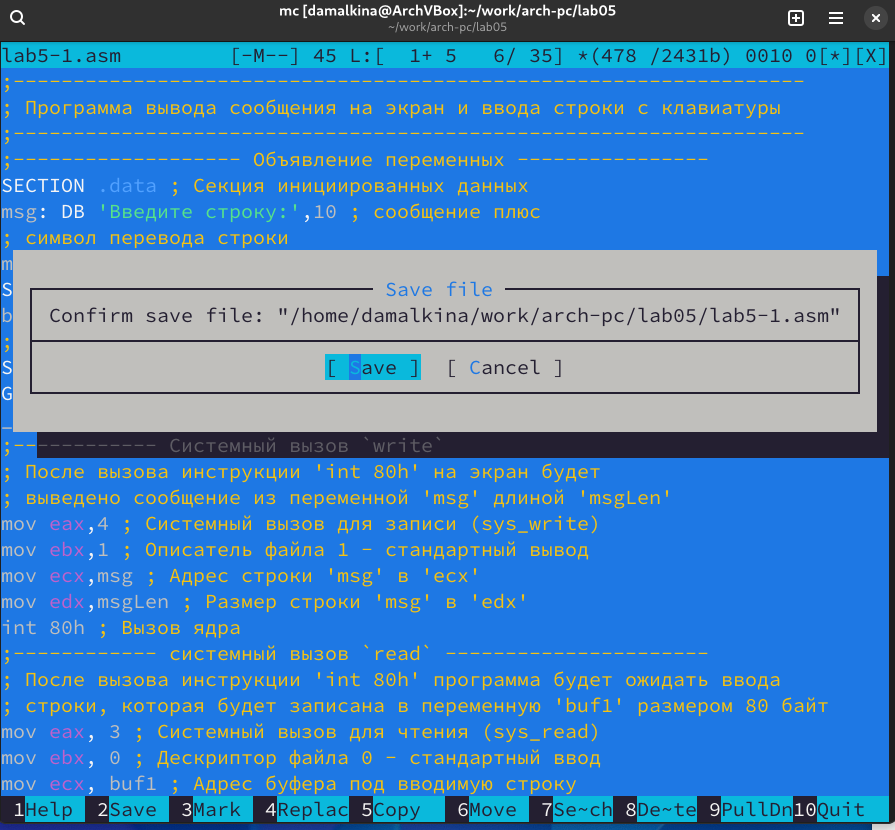 mc [damalkina@ArchVBox]:~/work/arch-pc/lab05
~/work/arch-pc/lab05
lab5-1.asm [-M--] 45 L:[ 1+ 5 6/ 35] *(478 /2431b) 0010 0[*][X]
;------------------------------------------------------------------
; Программа вывода сообщения на экран и ввода строки с клавиатуры
;------------------------------------------------------------------
;------------------- Объявление переменных ----------------
SECTION .data ; Секция инициированных данных
msg: DB 'Введите строку:',10 ; сообщение плюс
; символ перевода строки
m
S
b
;
S
G
_
Save file
Confirm save file: "/home/damalkina/work/arch-pc/lab05/lab5-1.asm"
[ Save ] [ Cancel ]
;------------ Системный вызов `write`
; После вызова инструкции 'int 80h' на экран будет
; выведено сообщение из переменной 'msg' длиной 'msgLen'
mov eax,4 ; Системный вызов для записи (sys_write)
mov ebx,1 ; Описатель файла 1 - стандартный вывод
mov ecx,msg ; Адрес строки 'msg' в 'ecx'
mov edx,msgLen ; Размер строки 'msg' в 'edx'
int 80h ; Вызов ядра
;------------ системный вызов `read` ----------------------
; После вызова инструкции 'int 80h' программа будет ожидать ввода
; строки, которая будет записана в переменную 'buf1' размером 80 байт
mov eax, 3 ; Системный вызов для чтения (sys_read)
mov ebx, 0 ; Дескриптор файла 0 - стандартный ввод
mov ecx, buf1 ; Адрес буфера под вводимую строку
1Help 2Save 3Mark 4Replac 5Copy 6Move 7Se~ch 8De~te 9PullDn 10Quit